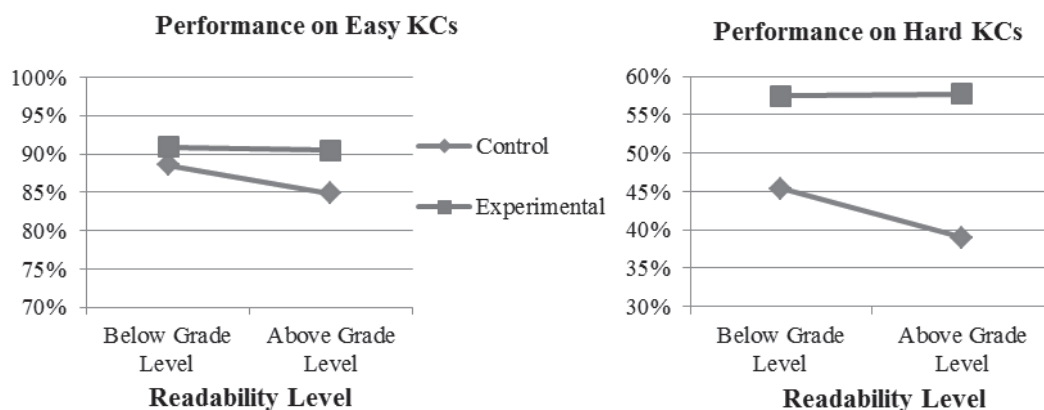 Performance on Easy KCs
100%
95%
90%
85%
80%
75%
70%
Below Grade Level
Above Grade Level
Readability Level
Control
Experimental
Performance on Hard KCs
60%
55%
50%
45%
40%
35%
30%
Below Grade Level
Above Grade Level
Readability Level